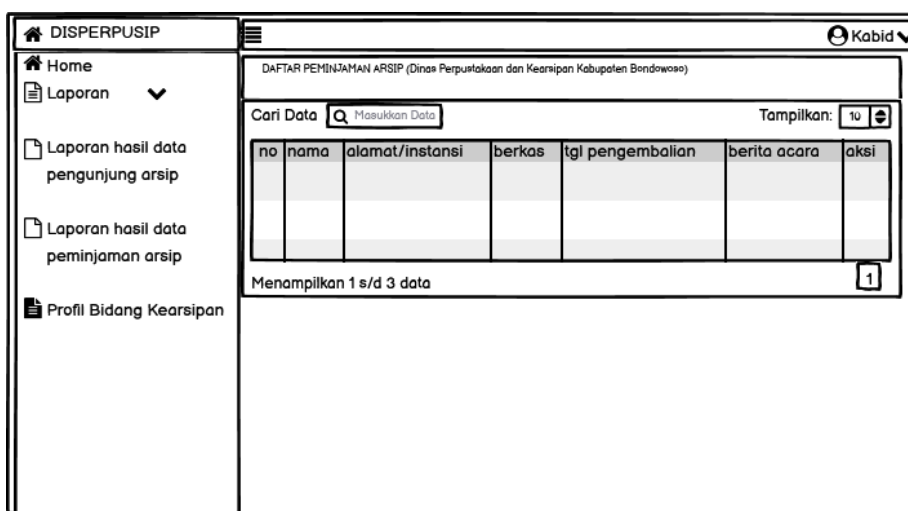 DISPERPUSIP
Kabid
Home
Laporan
Laporan hasil data
pengunjung arsip
Laporan hasil data
peminjaman arsip
Profil Bidang Kearsipan
DAFTAR PEMINJAMAN ARSIP (Dinas Perpustakaan dan Kearsipan Kabupaten Bondowoso)
Cari Data Masukkan Data Tampilkan: 10
no nama alamat/instansi berkas tgl pengembalian berita acara aksi
Menampilkan 1 s/d 3 data 1